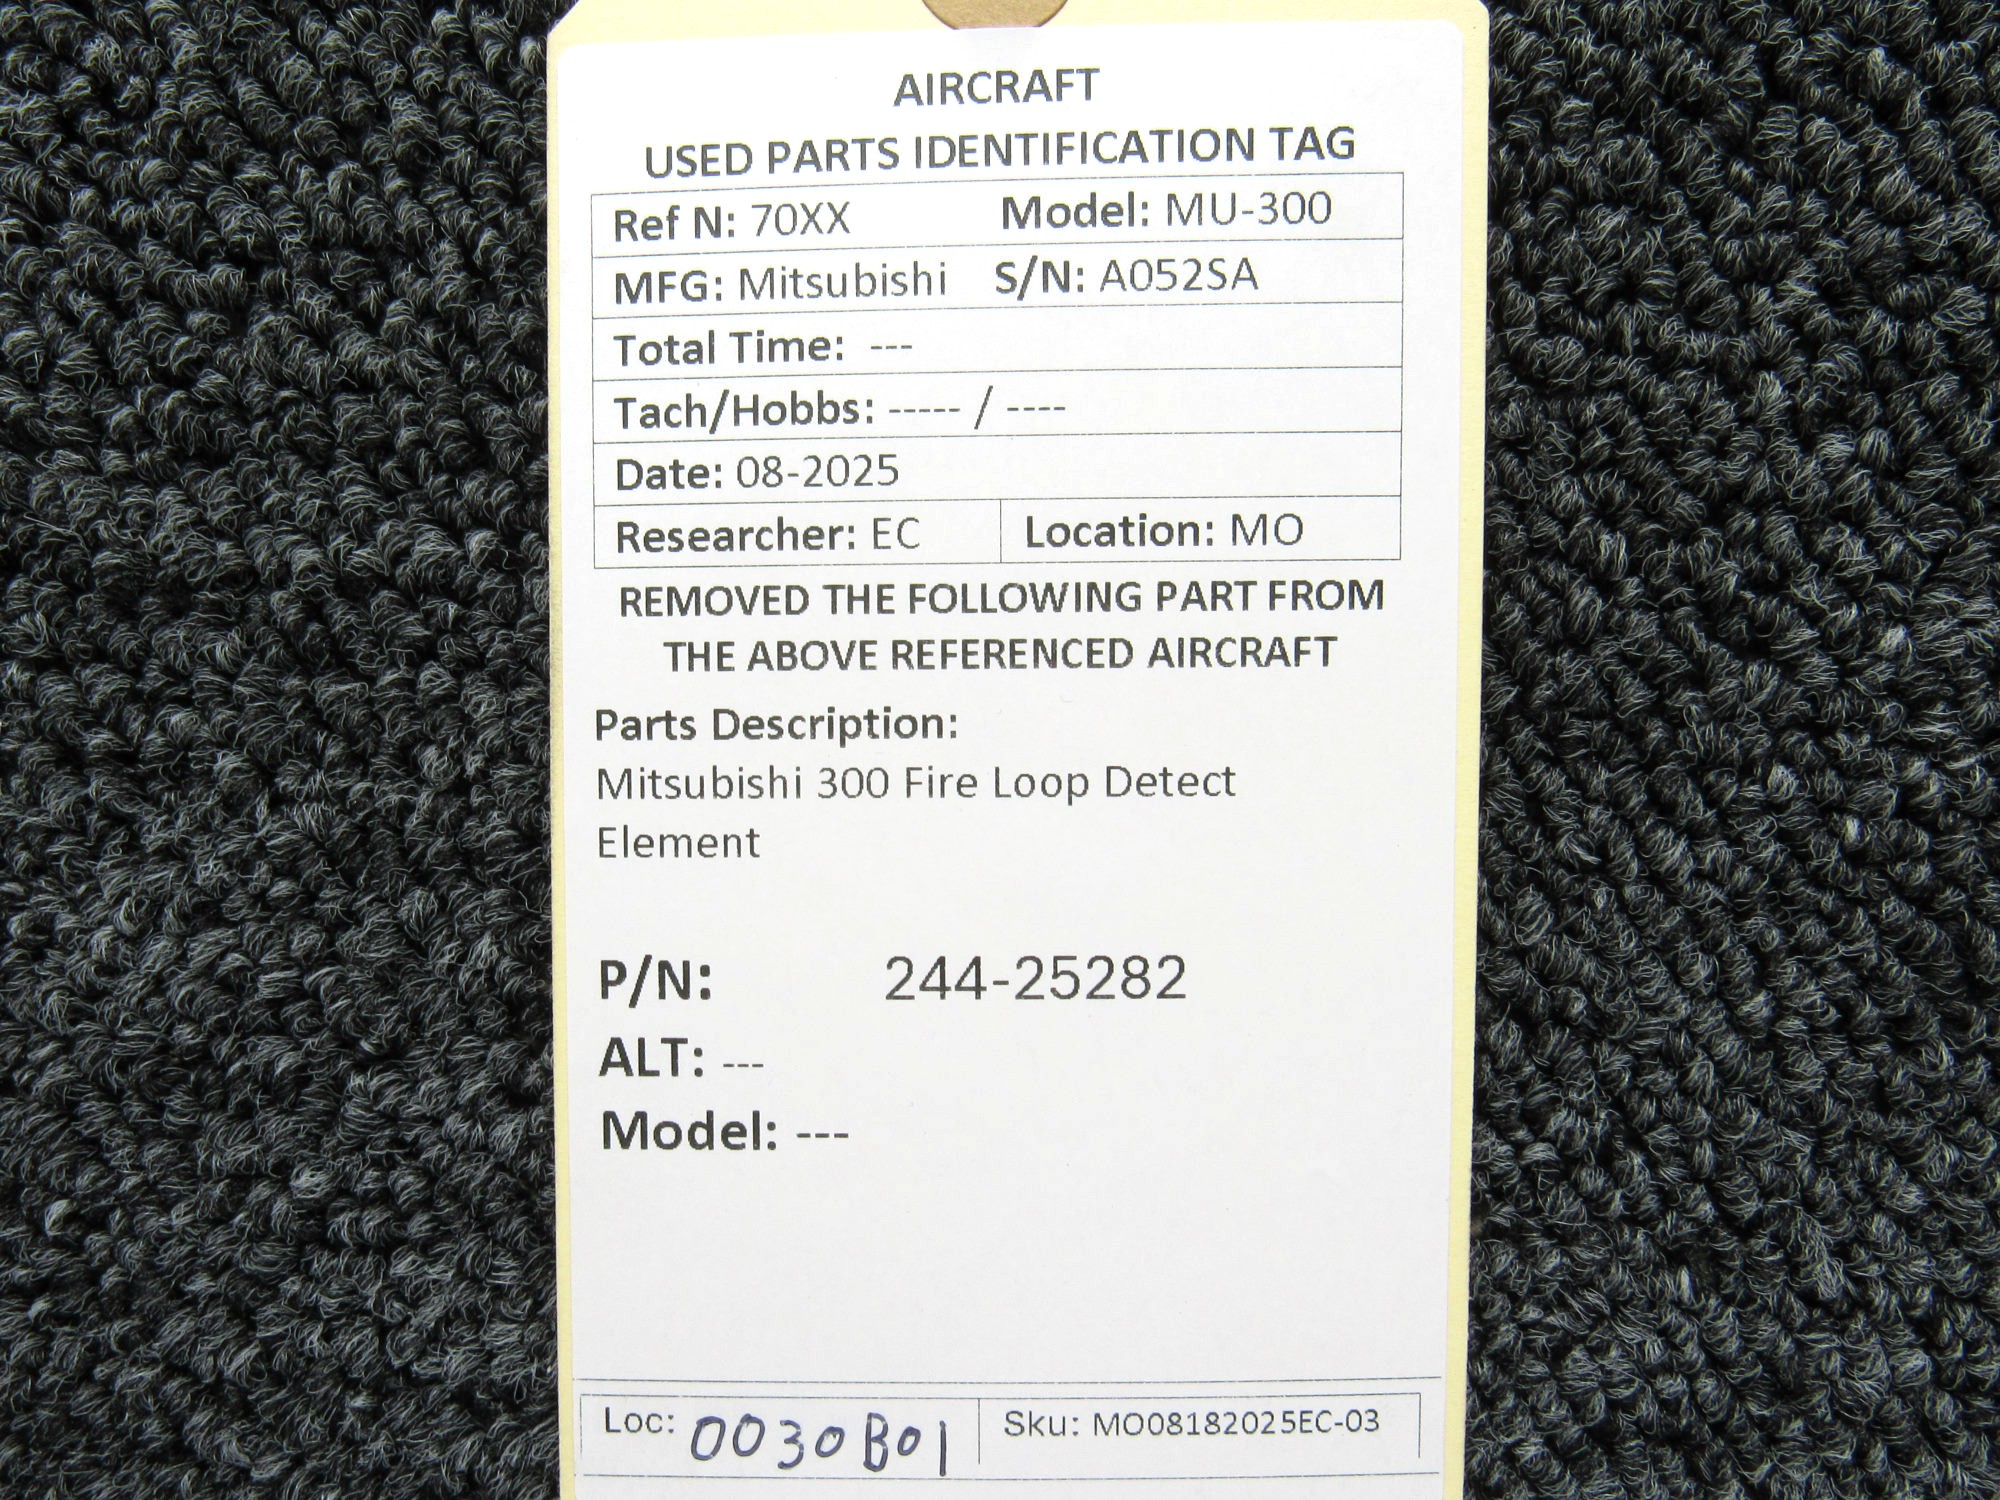 AIRCRAFT
USED PARTS IDENTIFICATION TAG
Ref N: 70XX Model: MU-300
MFG: Mitsubishi S/N: A052SA
Total Time: ---
Tach/Hobbs: ----- / ----
Date: 08-2025
Researcher: EC Location: MO
REMOVED THE FOLLOWING PART FROM
THE ABOVE REFERENCED AIRCRAFT
Parts Description:
Mitsubishi 300 Fire Loop Detect
Element
P/N: 244-25282
ALT: ---
Model: ---
Loc: 0030B01 Sku: MO08182025EC-03